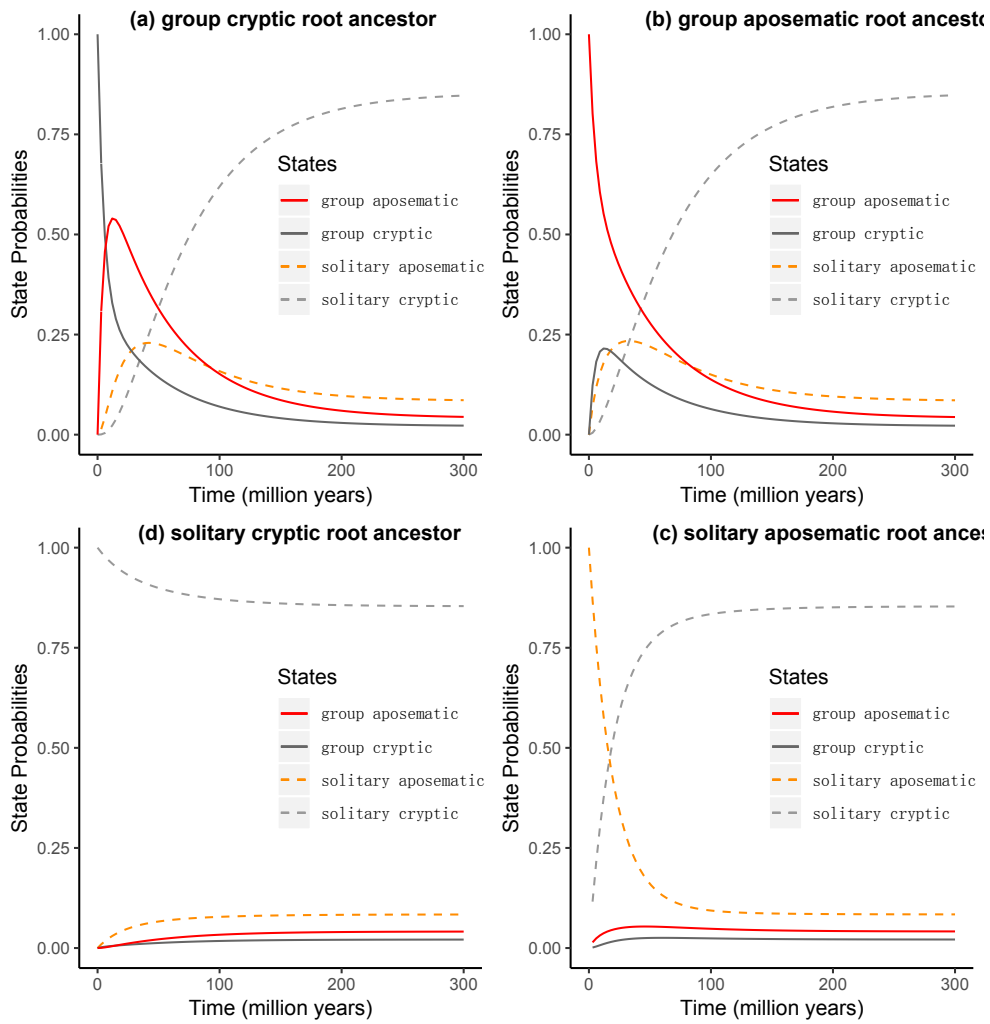 (a) group cryptic root ancestor
State Probabilities
1.00
0.75
0.50
0.25
0.00
States
group aposematic
group cryptic
solitary aposematic
solitary cryptic
0
100
200
300
Time (million years)
(b) group aposematic root ancesto
State Probabilities
1.00
0.75
0.50
0.25
0.00
States
group aposematic
group cryptic
solitary aposematic
solitary cryptic
0
100
200
300
Time (million years)
(d) solitary cryptic root ancestor
State Probabilities
1.00
0.75
0.50
0.25
0.00
States
group aposematic
group cryptic
solitary aposematic
solitary cryptic
0
100
200
300
Time (million years)
(c) solitary aposematic root ances
State Probabilities
1.00
0.75
0.50
0.25
0.00
States
group aposematic
group cryptic
solitary aposematic
solitary cryptic
0
100
200
300
Time (million years)